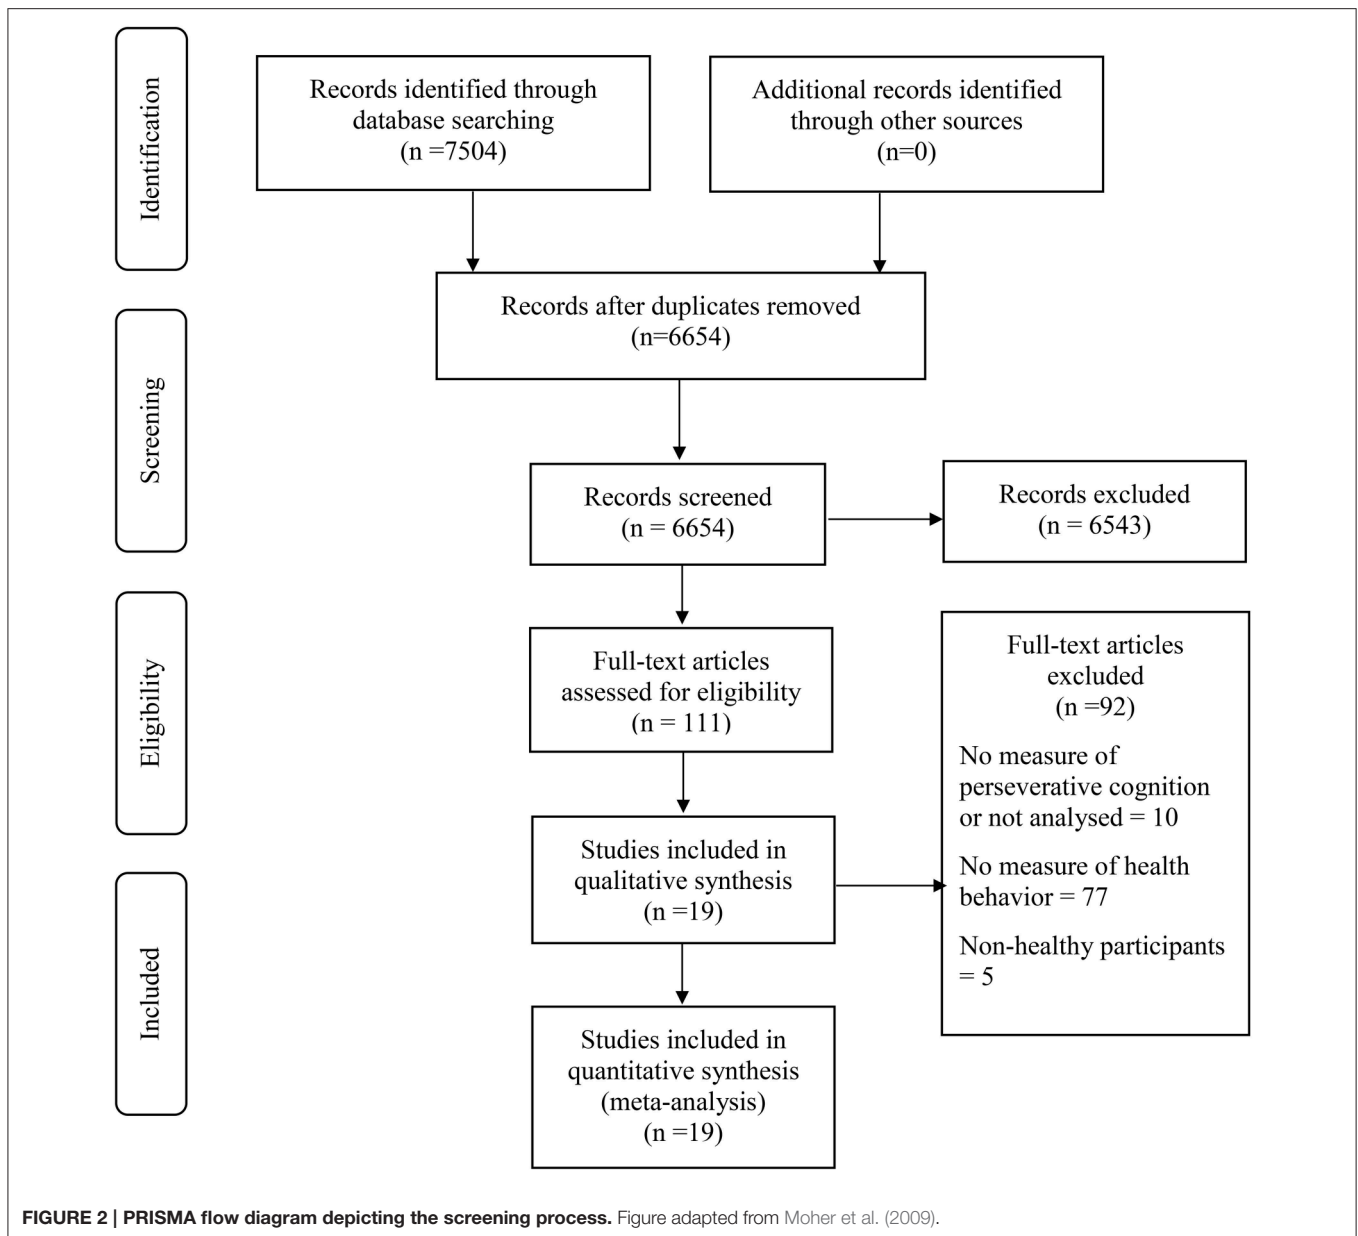 Identification
Records identified through
database searching
(n =7504)
Additional records identified
through other sources
(n=0)
Records after duplicates removed
(n=6654)
Screening
Records screened
(n = 6654)
Records excluded
(n = 6543)
Eligibility
Full-text articles
assessed for eligibility
(n = 111)
Full-text articles
excluded
(n =92)
No measure of
perseverative cognition
or not analysed = 10
No measure of health
behavior = 77
Non-healthy participants
= 5
Studies included in
qualitative synthesis
(n =19)
Included
Studies included in
quantitative synthesis
(meta-analysis)
(n =19)
FIGURE 2 | PRISMA flow diagram depicting the screening process. Figure adapted from Moher et al. (2009).